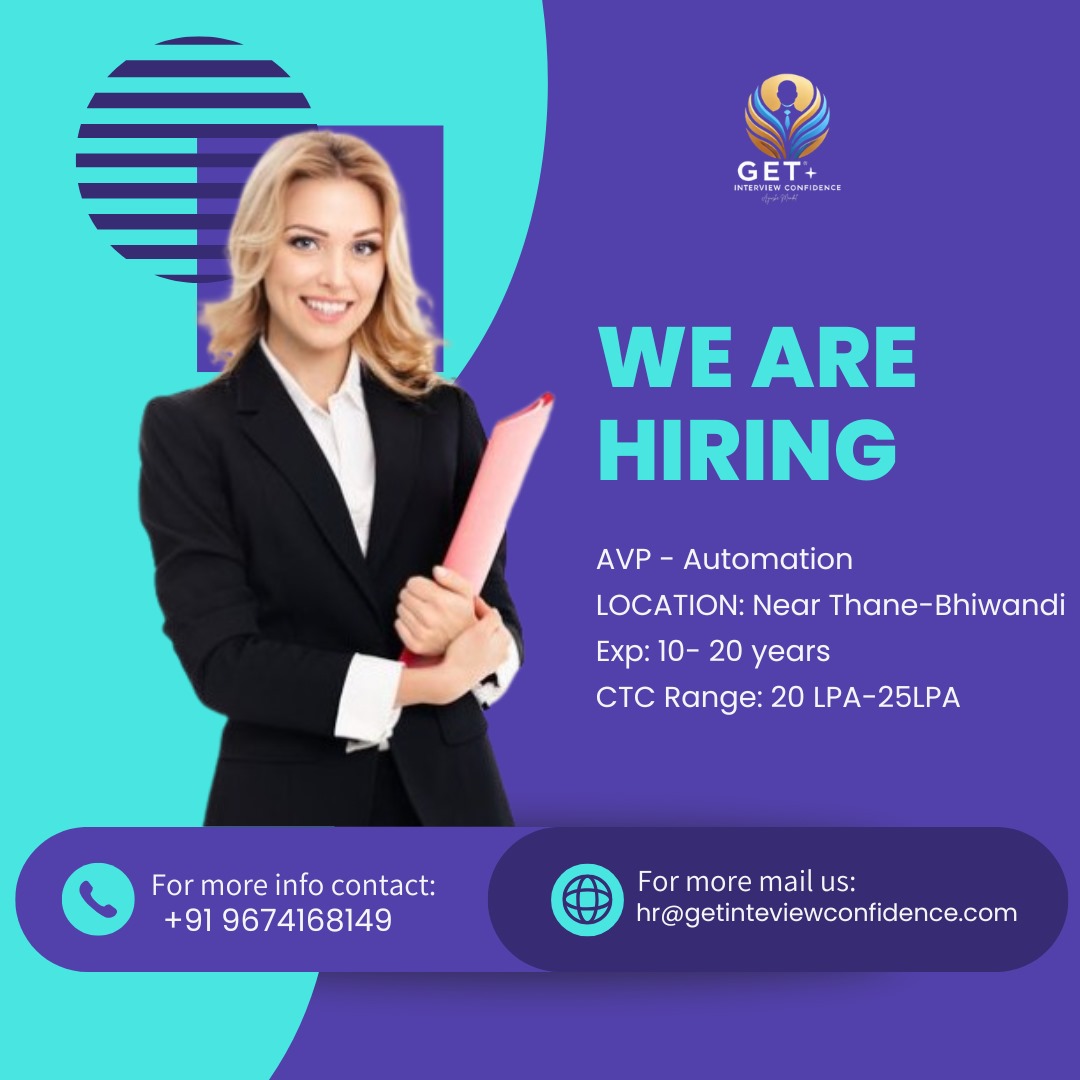 GET
INTERVIEW CONFIDENCE
WE ARE
HIRING
AVP - Automation
LOCATION: Near Thane-Bhiwandi
Exp: 10- 20 years
CTC Range: 20 LPA-25LPA
For more info contact:
+91 9674168149
For more mail us:
hr@getinteviewconfidence.com